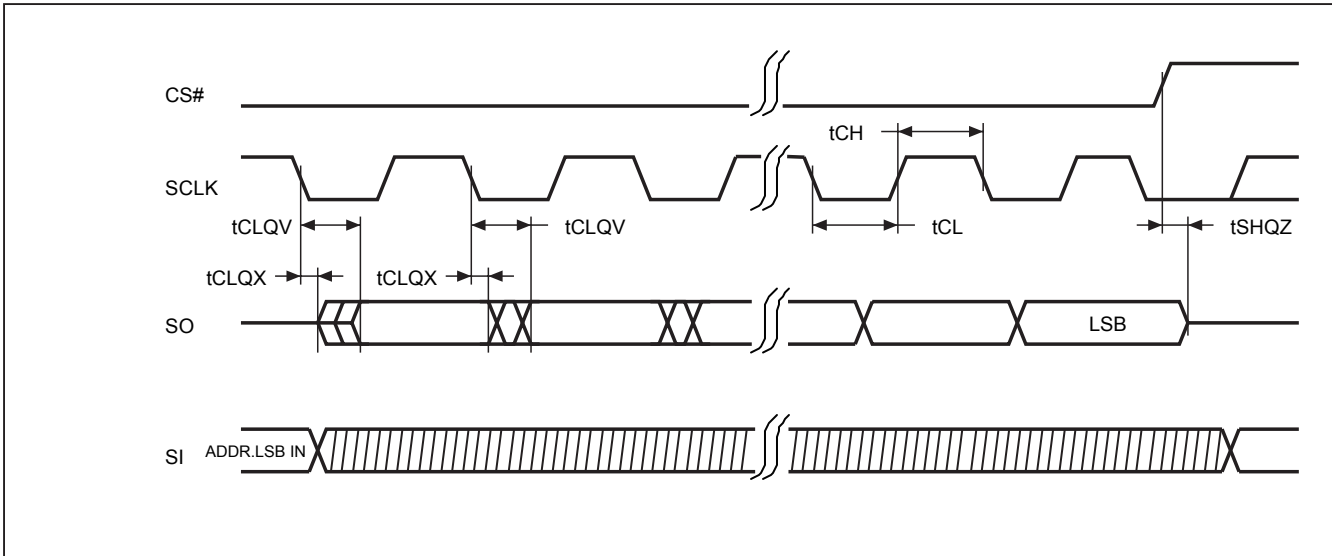 CS#
tCH
SCLK
tCLQV
tCLQV
tCL
tSHQZ
tCLQX
tCLQX
SO
LSB
SI
ADDR.LSB IN